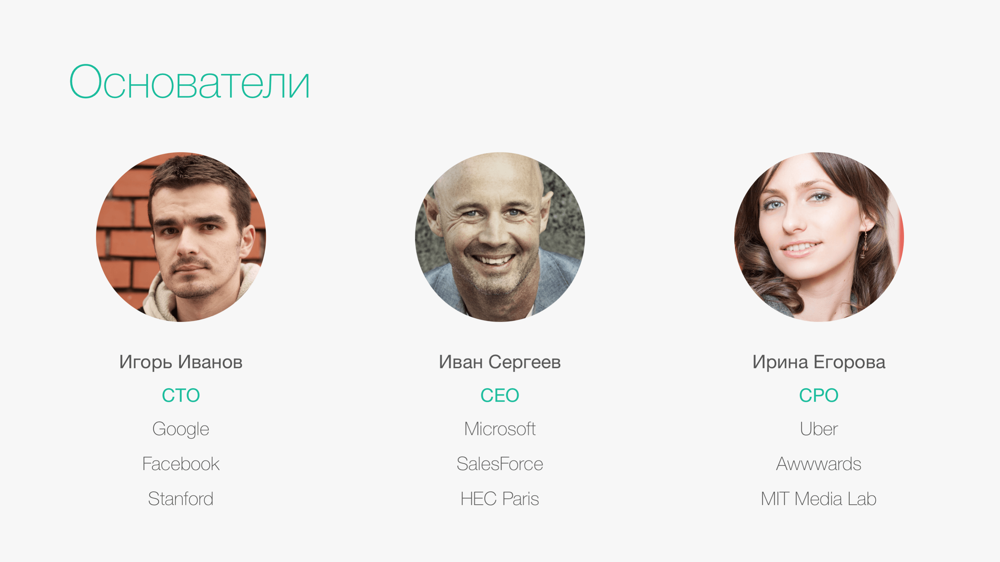 Основатели
Игорь Иванов
CTO
Google
Facebook
Stanford
Иван Сергеев
CEO
Microsoft
SalesForce
HEC Paris
Ирина Егорова
CPO
Uber
Awwwards
MIT Media Lab